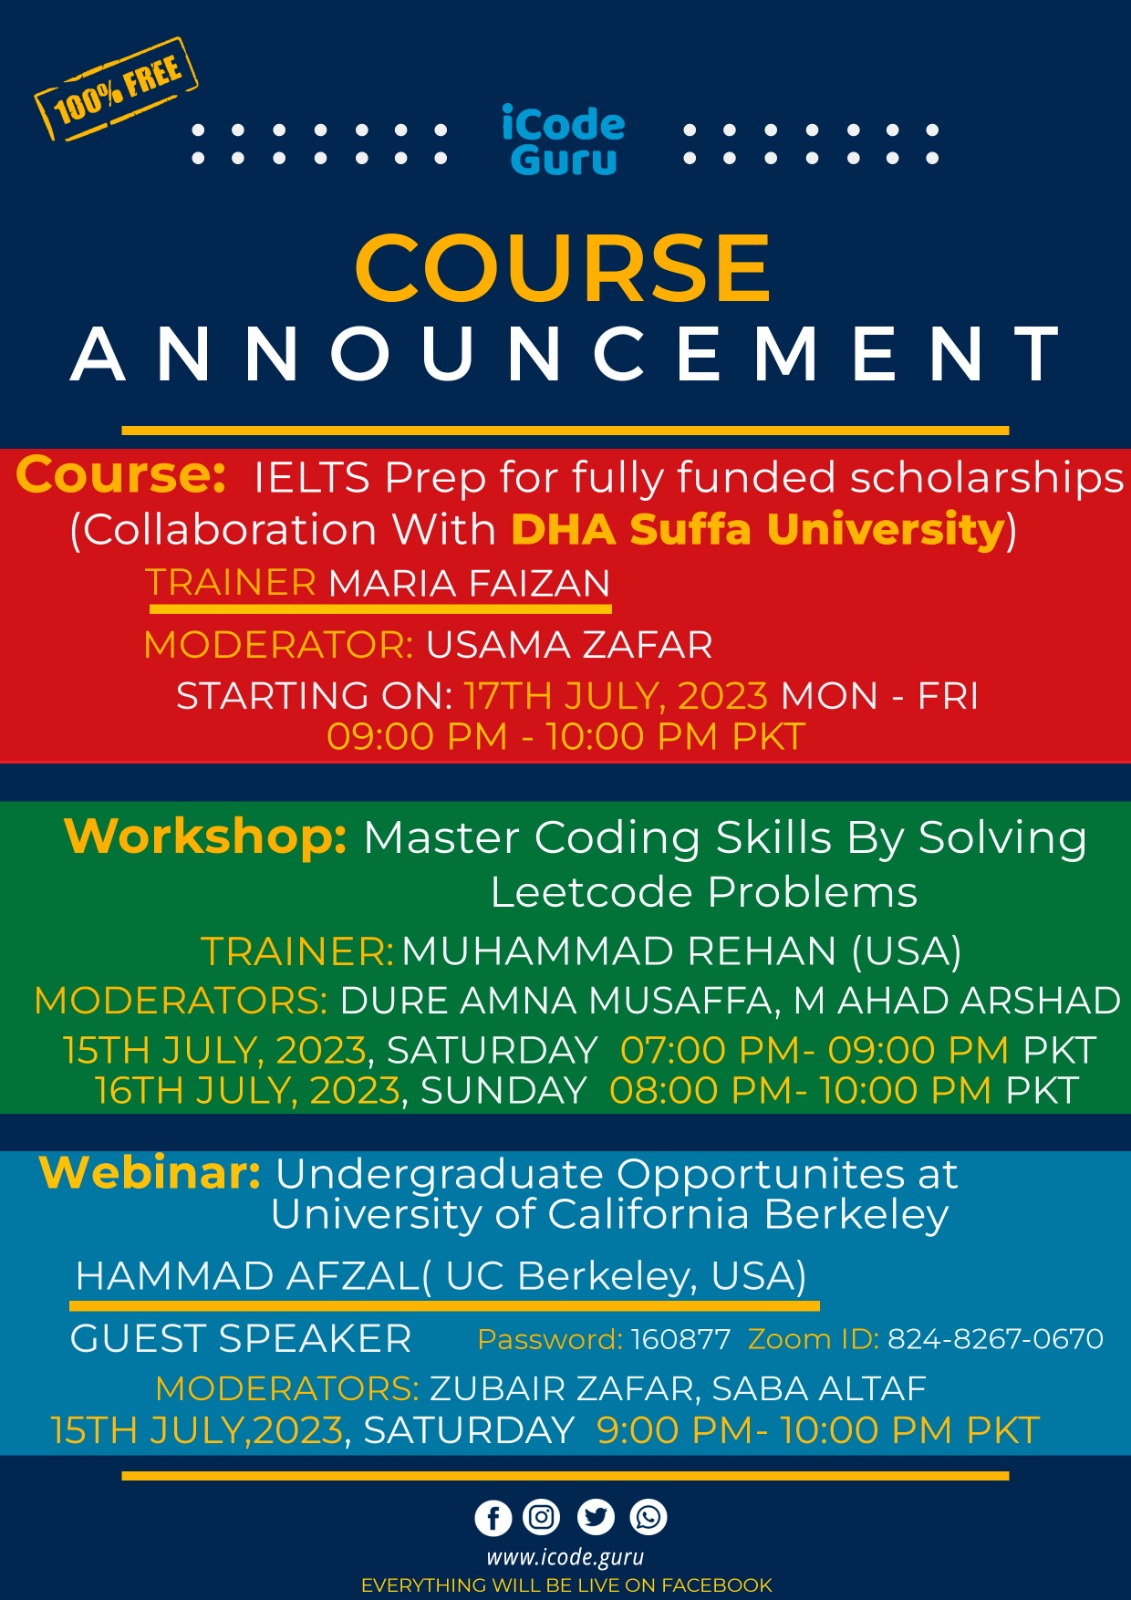 100% FREE
iCode
Guru
COURSE
ANNOUNCEMENT
Course: IELTS Prep for fully funded scholarships
(Collaboration With DHA Suffa University)
TRAINER MARIA FAIZAN
MODERATOR: USAMA ZAFAR
STARTING ON: 17TH JULY, 2023 MON - FRI
09:00 PM - 10:00 PM PKT
Workshop: Master Coding Skills By Solving
Leetcode Problems
TRAINER: MUHAMMAD REHAN (USA)
MODERATORS: DURE AMNA MUSAFFA, M AHAD ARSHAD
15TH JULY, 2023, SATURDAY 07:00 PM- 09:00 PM PKT
16TH JULY, 2023, SUNDAY 08:00 PM- 10:00 PM PKT
Webinar: Undergraduate Opportunites at
University of California Berkeley
HAMMAD AFZAL( UC Berkeley, USA)
GUEST SPEAKER Password: 160877 Zoom ID: 824-8267-0670
MODERATORS: ZUBAIR ZAFAR, SABA ALTAF
15TH JULY,2023, SATURDAY 9:00 PM- 10:00 PM PKT
www.icode.guru
EVERYTHING WILL BE LIVE ON FACEBOOK